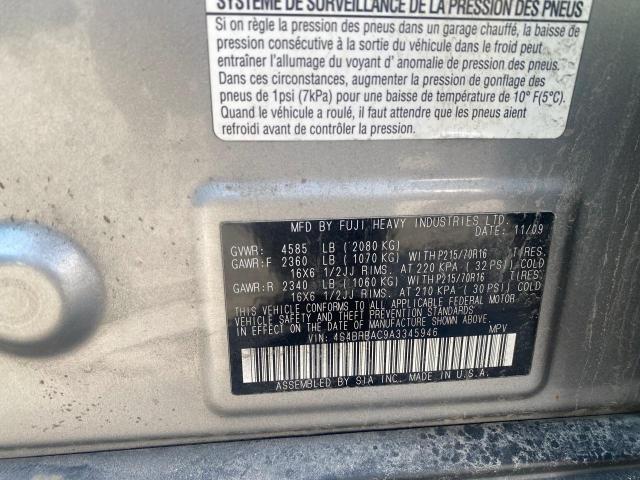 SYSTÈME DE SURVEILLANCE DE LA PRESSION DES PNEUS
Si on règle la pression des pneus dans un garage chauffé, la baisse de
pression consécutive à la sortie du véhicule dans le froid peut
entraîner l'allumage du voyant d' anomalie de pression des pneus.
Dans ces circonstances, augmenter la pression de gonflage des
pneus de 1psi (7kPa) pour une baisse de température de 10° F(5°C).
Quand le véhicule a roulé, il faut attendre que les pneus aient
refroidi avant de contrôler la pression.
MFD BY FUJI HEAVY INDUSTRIES LTD.
DATE: 11/09
GVWR: 4585 LB (2080 KG)
GAWR:F 2360 LB (1070 KG) WITH P215/70R16 TIRES,
16X6 1/2JJ RIMS. AT 220 KPA (32 PSI) COLD
GAWR:R 2340 LB (1060 KG) WITH P215/70R16 TIRES,
16X6 1/2JJ RIMS. AT 210 KPA (30 PSI) COLD
THIS VEHICLE CONFORMS TO ALL APPLICABLE FEDERAL MOTOR
VEHICLE SAFETY AND THEFT PREVENTION STANDARDS
IN EFFECT ON THE DATE OF MANUFACTURE SHOWN ABOVE.
VIN: 4S4BRBAC9A3345946 MPV
ASSEMBLED BY SIA INC. MADE IN U.S.A.